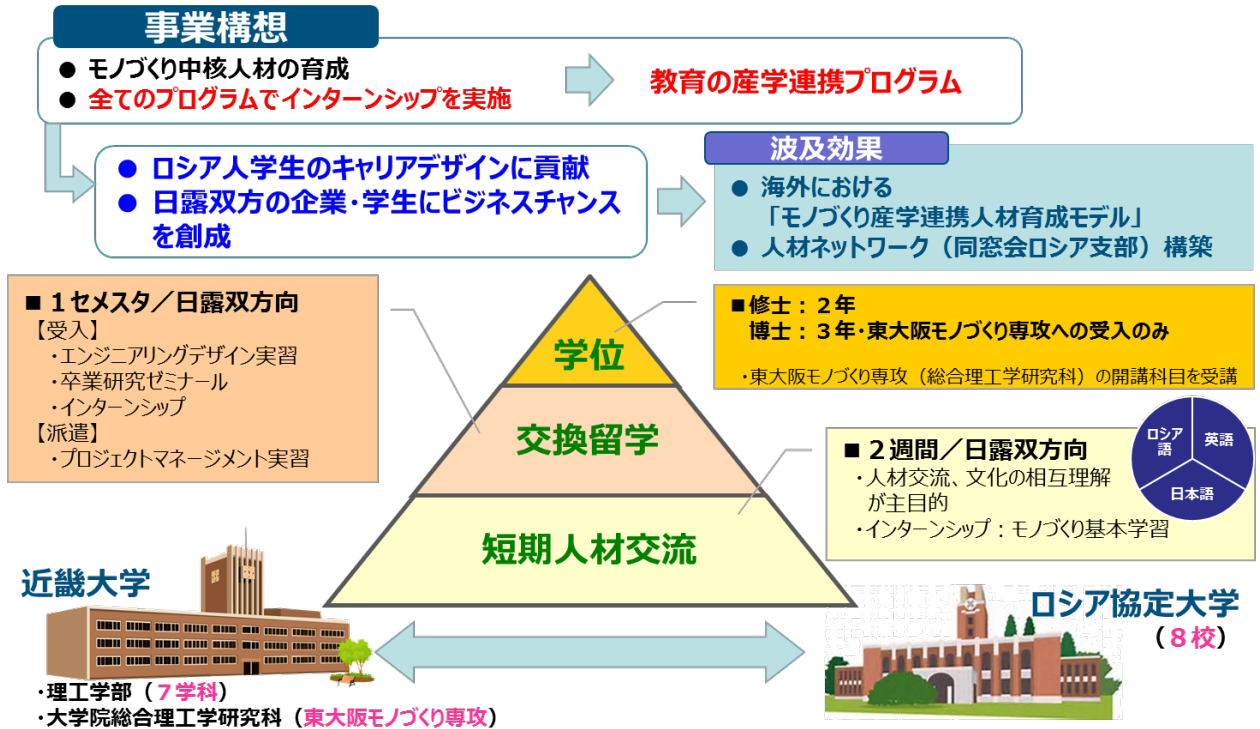 事業構想
● モノづくり中核人材の育成
● 全てのプログラムでインターンシップを実施
教育の産学連携プログラム
● ロシア人学生のキャリアデザインに貢献
● 日露双方の企業・学生にビジネスチャンス
を創成
波及効果
● 海外における
「モノづくり産学連携人材育成モデル」
● 人材ネットワーク（同窓会ロシア支部）構築
■ 1セメスタ／日露双方向
【受入】
・エンジニアリングデザイン実習
・卒業研究ゼミナール
・インターンシップ
【派遣】
・プロジェクトマネージメント実習
学位
交換留学
短期人材交流
■修士：２年
博士：３年・東大阪モノづくり専攻への受入のみ
・東大阪モノづくり専攻（総合理工学研究科）の開講科目を受講
■ ２週間／日露双方向
・人材交流、文化の相互理解
が主目的
・インターンシップ：モノづくり基本学習
ロシア
語
英語
日本語
近畿大学
・理工学部（７学科）
・大学院総合理工学研究科（東大阪モノづくり専攻）
ロシア協定大学
（８校）